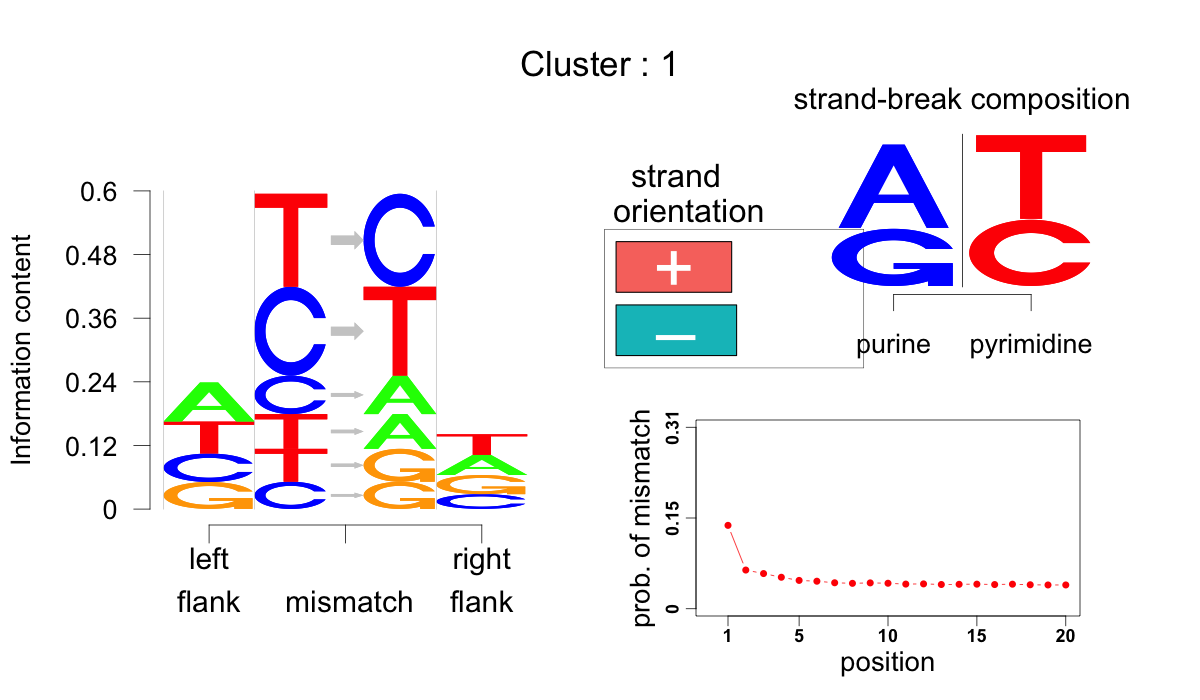 Cluster : 1
strand-break composition
A T
G C
purine pyrimidine
strand
orientation
+
−
Information content
0.6
0.48
0.36
0.24
0.12
0
A
T
C
G
T C
C T
C A
T A
T G
C G
T
A
G
C
left
flank
mismatch
right
flank
prob. of mismatch
0.31
0.15
0
1 5 10 15 20
position